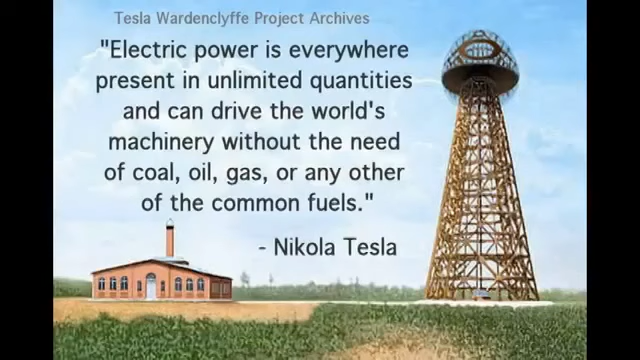 Tesla Wardenclyffe Project Archives
"Electric power is everywhere
present in unlimited quantities
and can drive the world's
machinery without the need
of coal, oil, gas, or any other
of the common fuels."
- Nikola Tesla